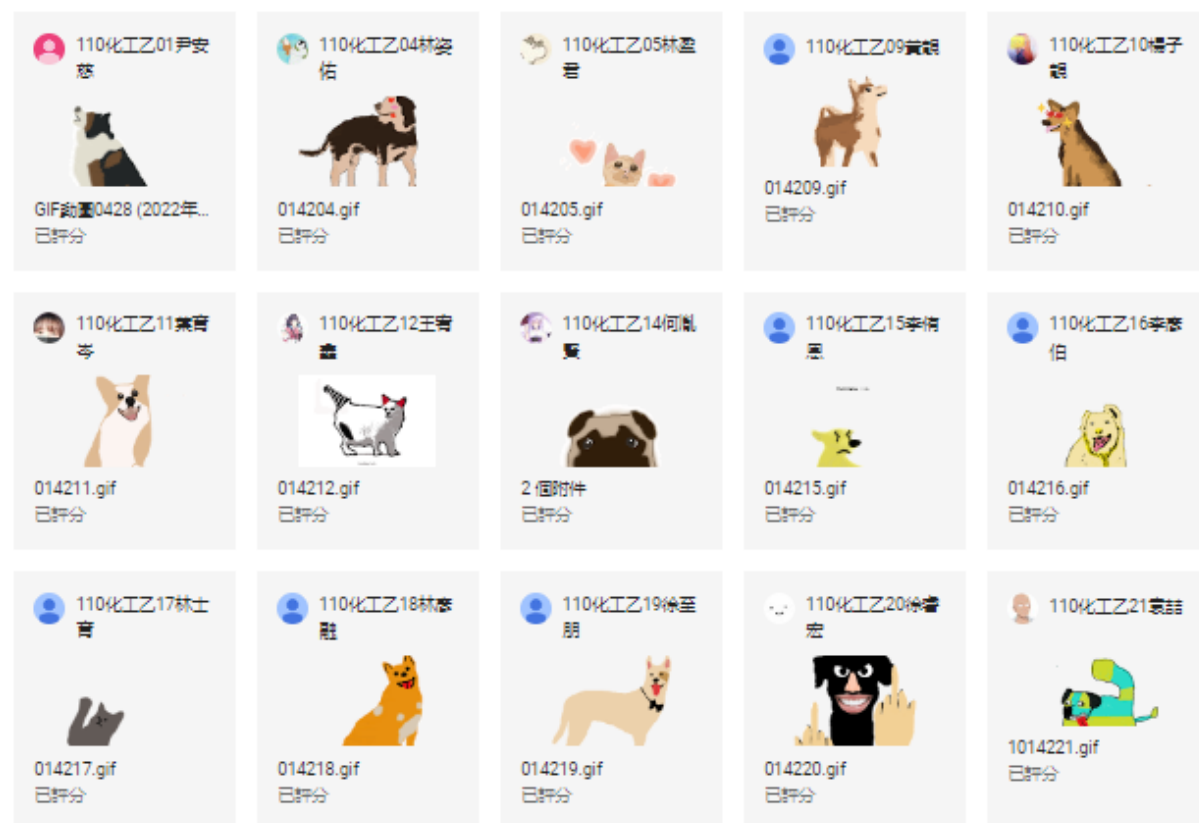 110化工乙01尹安
慈
110化工乙04林姿
佑
110化工乙05林盈
君
110化工乙09黃靚
110化工乙10楊子
靚
GIF動圖0428 (2022年...
已評分
014204.gif
已評分
014205.gif
已評分
014209.gif
已評分
014210.gif
已評分
110化工乙11葉宥
岑
110化工乙12王宥
鑫
110化工乙14何胤
賢
110化工乙15李侑
恩
110化工乙16李彥
伯
014211.gif
已評分
014212.gif
已評分
2 個附件
已評分
014215.gif
已評分
014216.gif
已評分
110化工乙17林士
育
110化工乙18林彥
融
110化工乙19徐至
朋
110化工乙20徐睿
宏
110化工乙21袁喆
014217.gif
已評分
014218.gif
已評分
014219.gif
已評分
014220.gif
已評分
1014221.gif
已評分